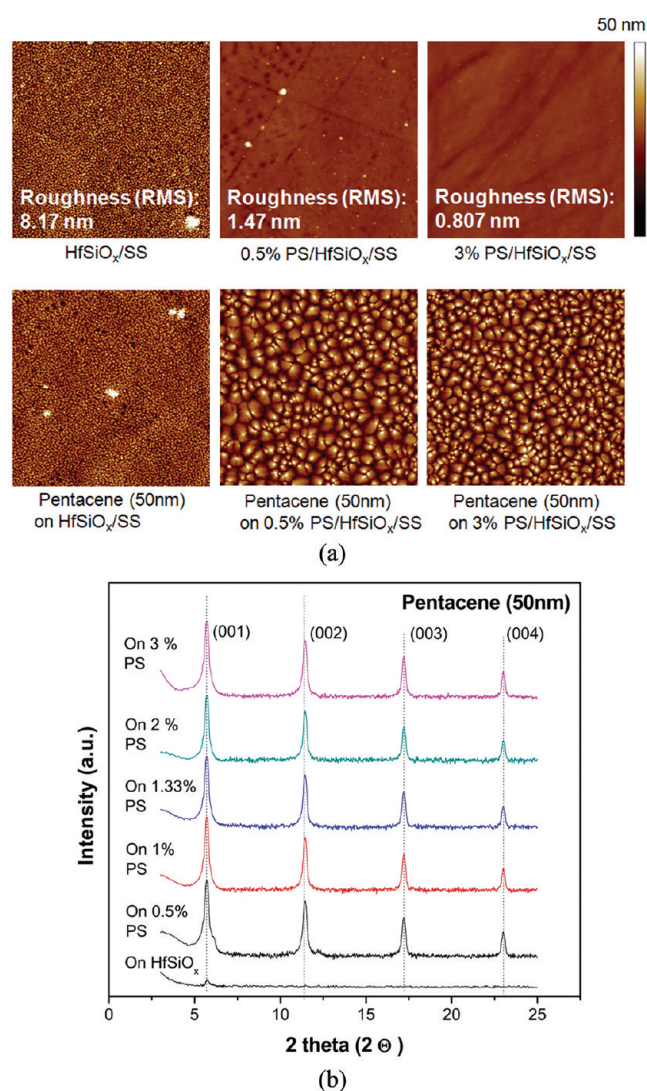 50 nm
Roughness (RMS):
8.17 nm
Roughness (RMS):
1.47 nm
Roughness (RMS):
0.807 nm
HfSiOₓ/SS
0.5% PS/HfSiOₓ/SS
3% PS/HfSiOₓ/SS
Pentacene (50nm)
on HfSiOₓ/SS
Pentacene (50nm)
on 0.5% PS/HfSiOₓ/SS
Pentacene (50nm)
on 3% PS/HfSiOₓ/SS
(a)
Pentacene (50nm)
(001)
(002)
(003)
(004)
On 3 %
PS
On 2 %
PS
On 1.33%
PS
On 1%
PS
On 0.5%
PS
On HfSiOₓ
Intensity (a.u.)
0
5
10
15
20
25
2 theta (2 Θ )
(b)